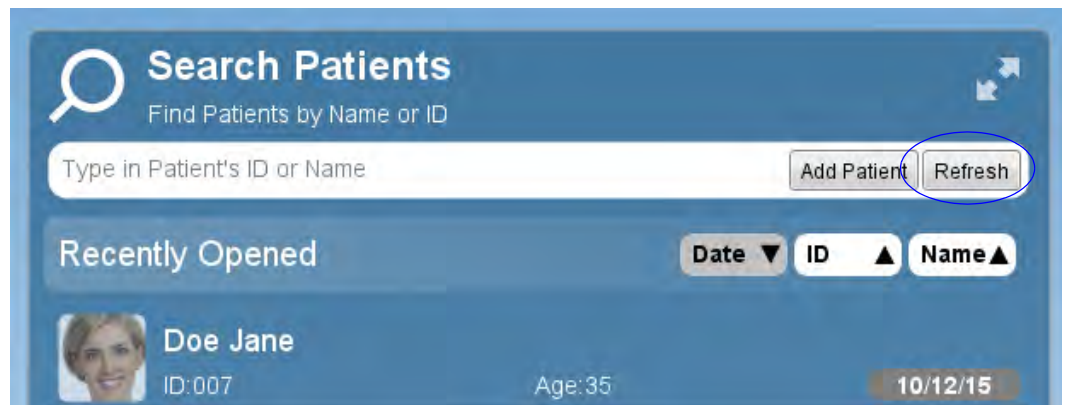 Search Patients
Find Patients by Name or ID
Type in Patient's ID or Name Add Patient Refresh
Recently Opened Date ▼ ID ▲ Name▲
Doe Jane
ID:007 Age:35 10/12/15